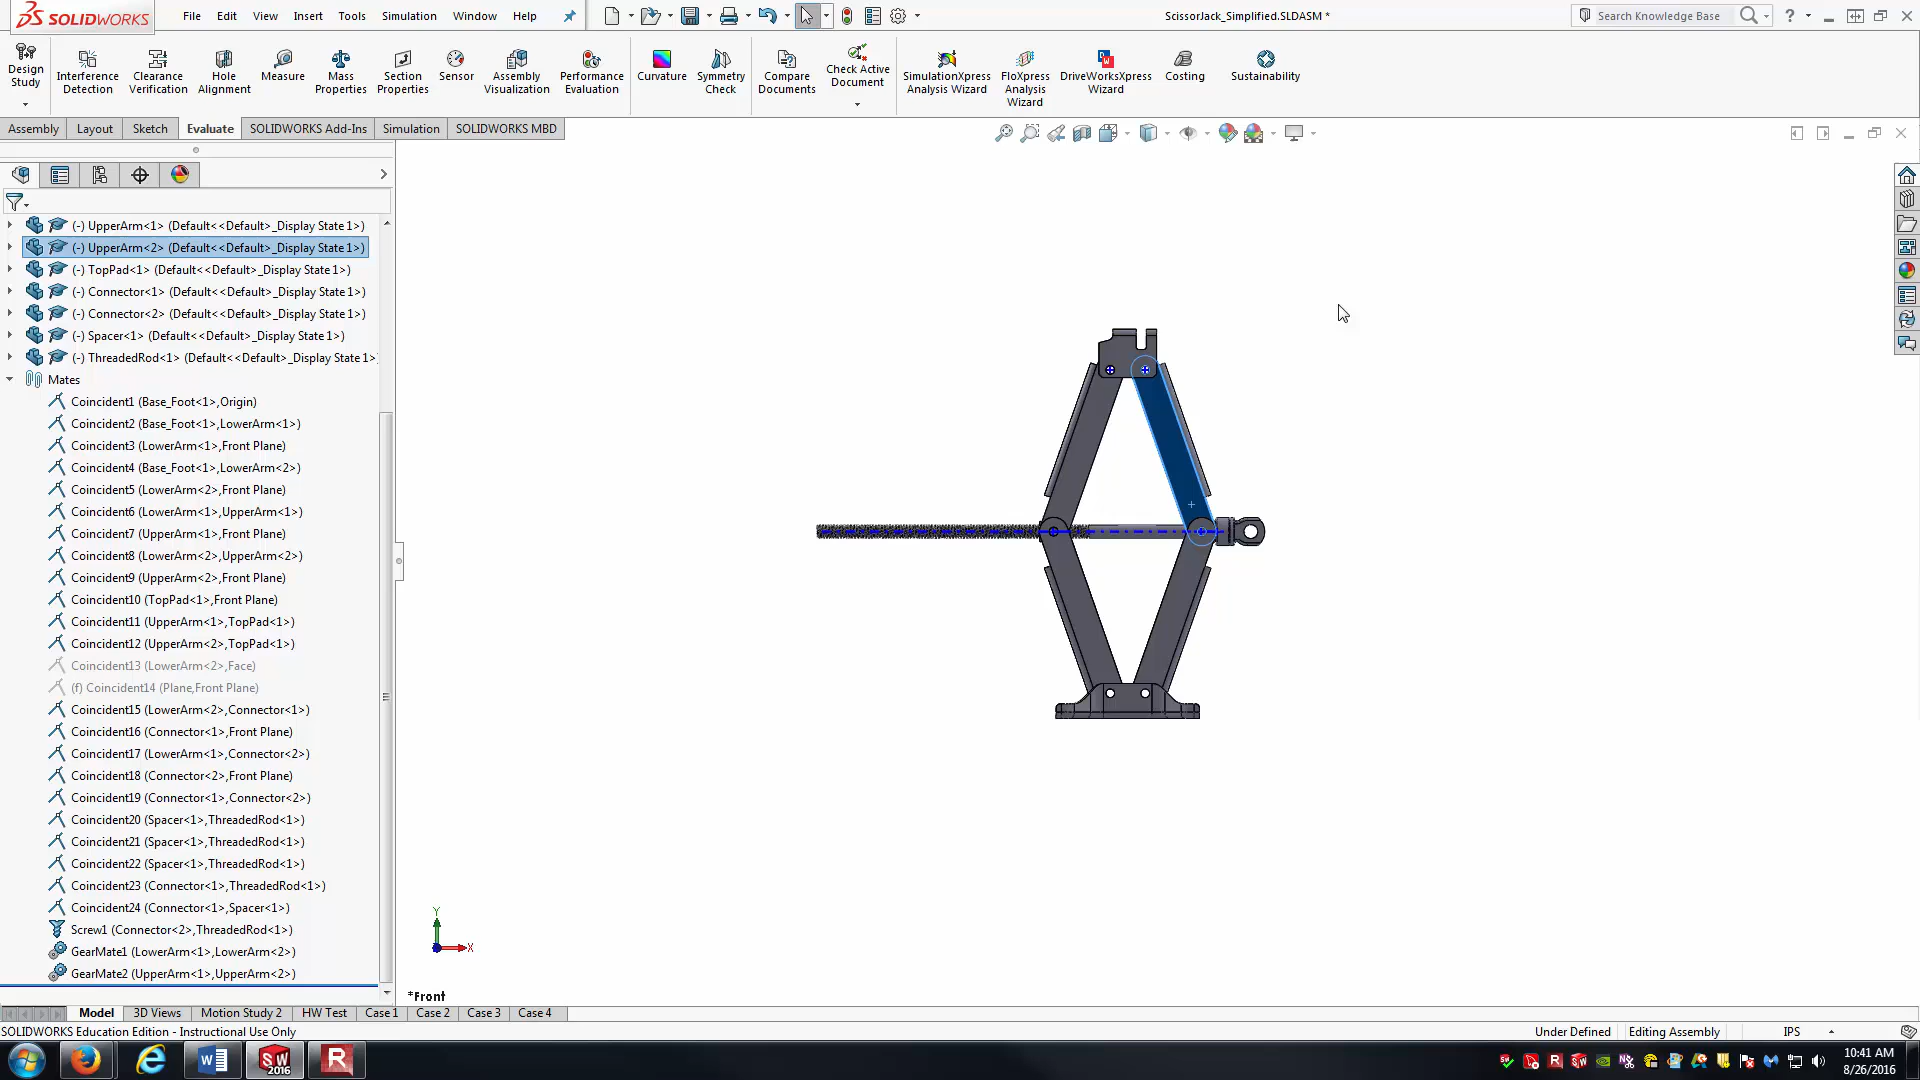 SOLIDWORKS File Edit View Insert Tools Simulation Window Help ScissorJack_Simplified.SLDASM * Search Knowledge Base ?
Design Study
Interference Detection
Clearance Verification
Hole Alignment
Measure
Mass Properties
Section Properties
Sensor
Assembly Visualization
Performance Evaluation
Curvature
Symmetry Check
Compare Documents
Check Active Document
SimulationXpress Analysis Wizard
FloXpress Analysis Wizard
DriveWorksXpress Wizard
Costing
Sustainability
Assembly Layout Sketch Evaluate SOLIDWORKS Add-Ins Simulation SOLIDWORKS MBD
(-) UpperArm<1> (Default<<Default>_Display State 1>)
(-) UpperArm<2> (Default<<Default>_Display State 1>)
(-) TopPad<1> (Default<<Default>_Display State 1>)
(-) Connector<1> (Default<<Default>_Display State 1>)
(-) Connector<2> (Default<<Default>_Display State 1>)
(-) Spacer<1> (Default<<Default>_Display State 1>)
(-) ThreadedRod<1> (Default<<Default>_Display State 1>
Mates
Coincident1 (Base_Foot<1>,Origin)
Coincident2 (Base_Foot<1>,LowerArm<1>)
Coincident3 (LowerArm<1>,Front Plane)
Coincident4 (Base_Foot<1>,LowerArm<2>)
Coincident5 (LowerArm<2>,Front Plane)
Coincident6 (LowerArm<1>,UpperArm<1>)
Coincident7 (UpperArm<1>,Front Plane)
Coincident8 (LowerArm<2>,UpperArm<2>)
Coincident9 (UpperArm<2>,Front Plane)
Coincident10 (TopPad<1>,Front Plane)
Coincident11 (UpperArm<1>,TopPad<1>)
Coincident12 (UpperArm<2>,TopPad<1>)
Coincident13 (LowerArm<2>,Face)
(f) Coincident14 (Plane,Front Plane)
Coincident15 (LowerArm<2>,Connector<1>)
Coincident16 (Connector<1>,Front Plane)
Coincident17 (LowerArm<1>,Connector<2>)
Coincident18 (Connector<2>,Front Plane)
Coincident19 (Connector<1>,Connector<2>)
Coincident20 (Spacer<1>,ThreadedRod<1>)
Coincident21 (Spacer<1>,ThreadedRod<1>)
Coincident22 (Spacer<1>,ThreadedRod<1>)
Coincident23 (Connector<1>,ThreadedRod<1>)
Coincident24 (Connector<1>,Spacer<1>)
Screw1 (Connector<2>,ThreadedRod<1>)
GearMate1 (LowerArm<1>,LowerArm<2>)
GearMate2 (UpperArm<1>,UpperArm<2>)
Y
X
*Front
Model 3D Views Motion Study 2 HW Test Case 1 Case 2 Case 3 Case 4
SOLIDWORKS Education Edition - Instructional Use Only Under Defined Editing Assembly IPS
SW 2016
R
10:41 AM
8/26/2016